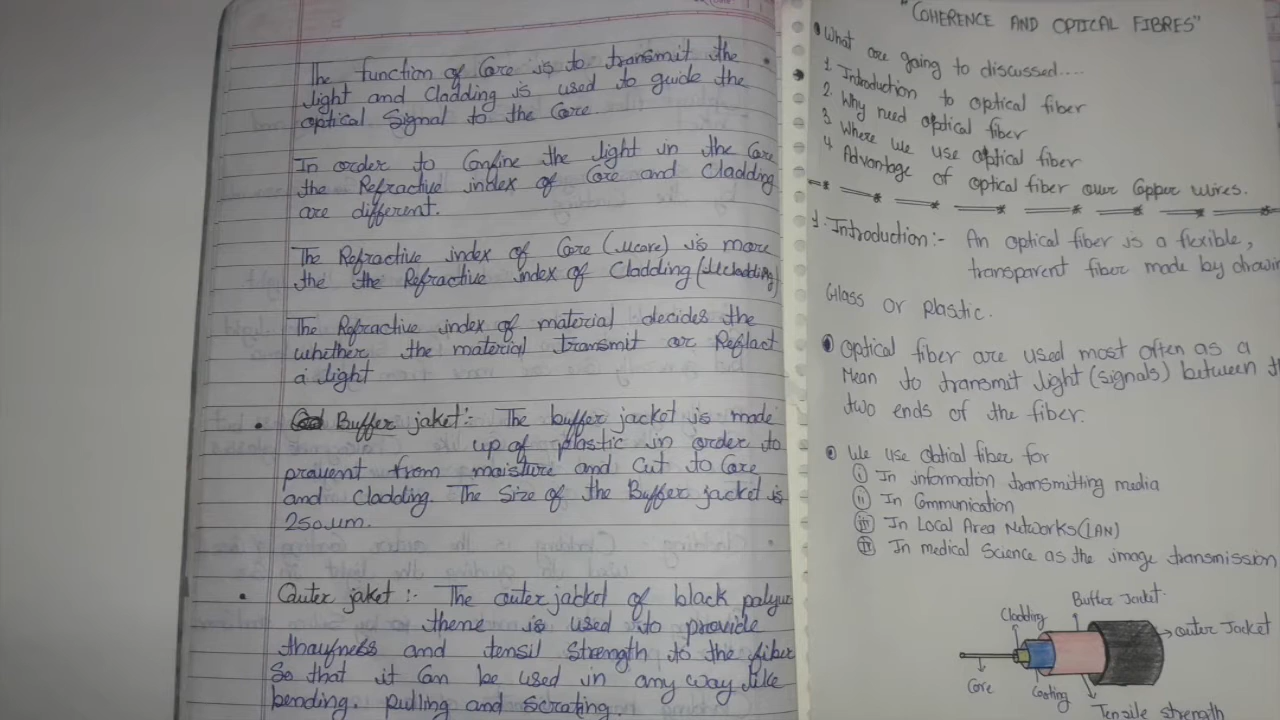 The function of Core is to transmit the
light and Cladding is used to guide the
optical Signal to the Core.
In order to Confine the light in the Core
the Refractive index of Core and Cladding
are different.
The Refractive index of Core (μcore) is more
the the Refractive index of Cladding (μcladding)
The Refractive index of material decides the
whether the material transmit or Reflact
a light
Buffer jaket:- The buffer jacket is made
up of plastic in order to
prayent from moisture and Cut to Core
and Cladding. The Size of the Buffer jacket is
250μm.
Outer jaket :- The outer jacket of black polyure
thene is used to provide
and tensil Strength to the fiber
So that it Can be used in any way like
bending. pulling and scrating.
"COHERENCE AND OPTICAL FIBRES"
What are going to discussed....
1. Introduction to optical fiber
2. Why need optical fiber
3. Where we use optical fiber
4. Advantage of optical fiber over Copper wires.
1. Introduction:- An optical fiber is a flexible,
transparent fiber made by drawin
Glass or plastic.
Optical fiber are used most often as a
Mean to transmit light (signals) between
two ends of the fiber.
We use obtial fiber for
(i) In information transmitting media
(ii) In Communication
(iii) In Local Area Networks (LAN)
In medical Science as the image transmission
Cladding
Buffer Jacket
outer Jacket
Core
Coating
Tensile strength